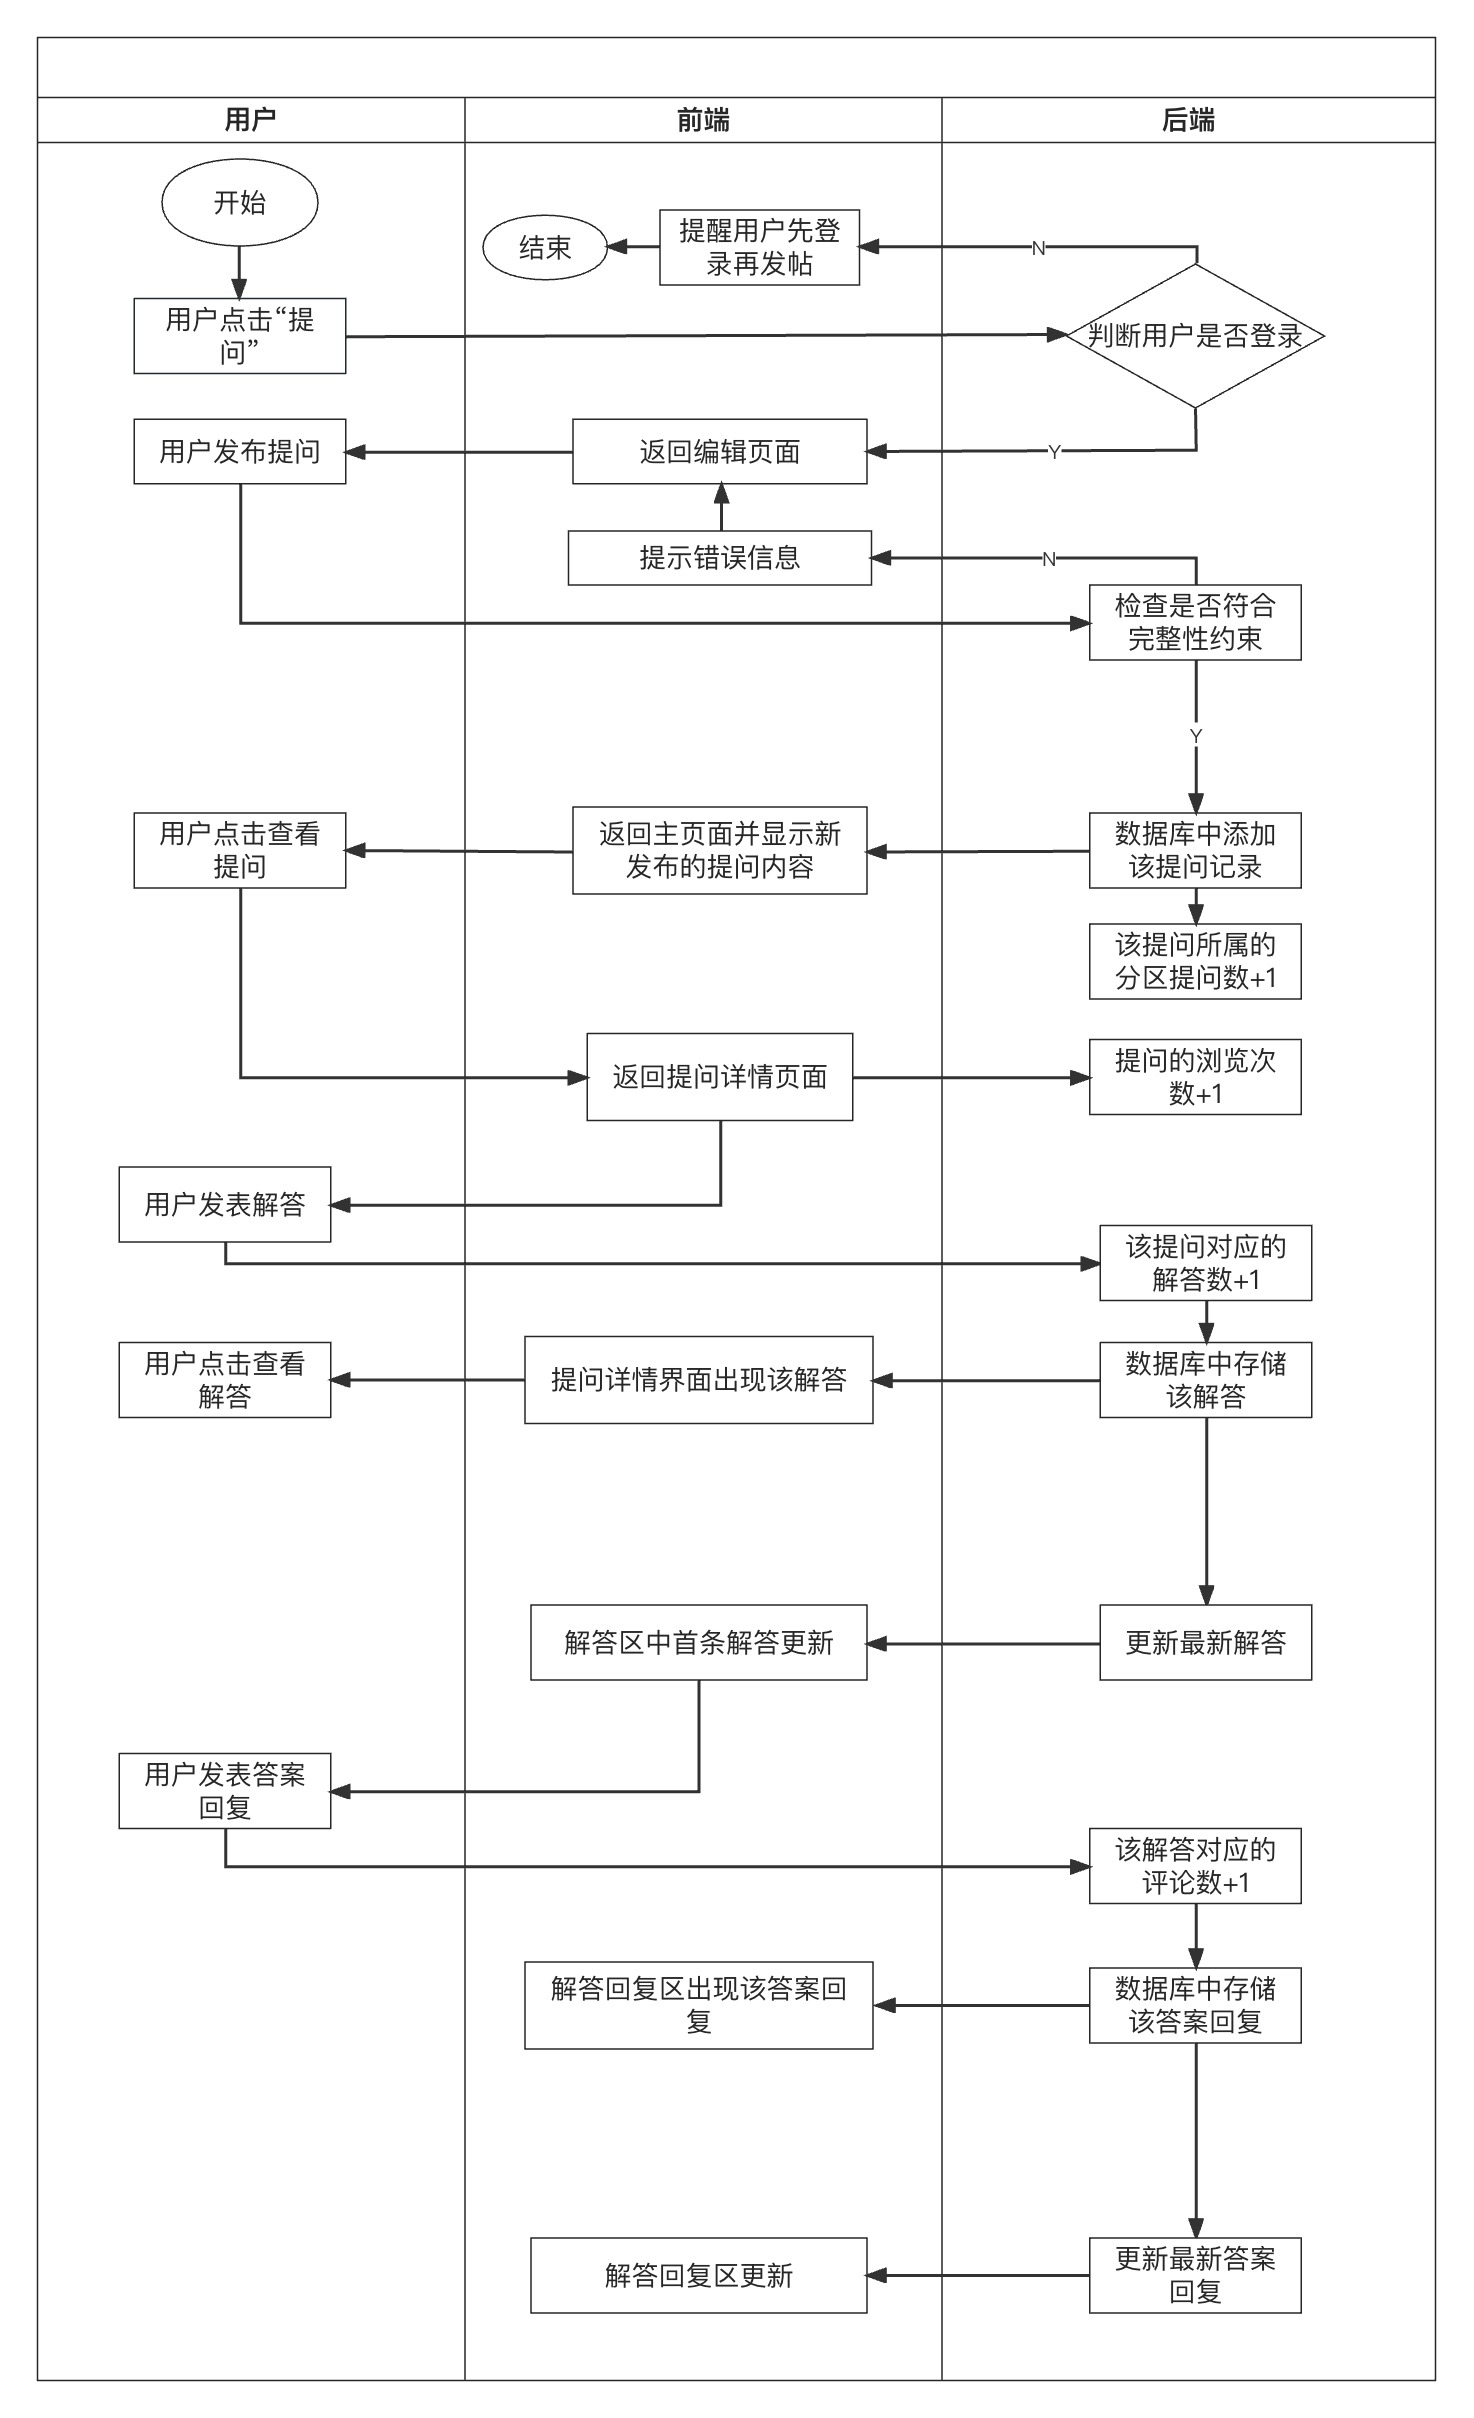 用户
前端
后端
开始
结束
提醒用户先登
录再发帖
N
用户点击“提
问”
判断用户是否登录
用户发布提问
返回编辑页面
Y
提示错误信息
N
检查是否符合
完整性约束
Y
用户点击查看
提问
返回主页面并显示新
发布的提问内容
数据库中添加
该提问记录
该提问所属的
分区提问数+1
返回提问详情页面
提问的浏览次
数+1
用户发表解答
该提问对应的
解答数+1
用户点击查看
解答
提问详情界面出现该解答
数据库中存储
该解答
解答区中首条解答更新
更新最新解答
用户发表答案
回复
该解答对应的
评论数+1
解答回复区出现该答案回
复
数据库中存储
该答案回复
解答回复区更新
更新最新答案
回复